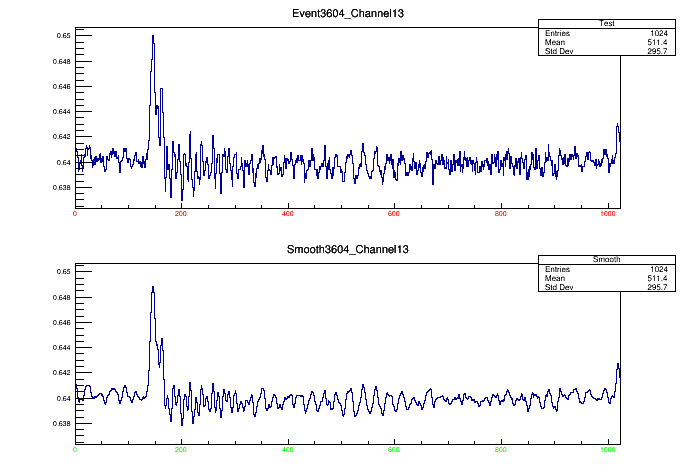 Event3604_Channel13
Test
Entries 1024
Mean 511.4
Std Dev 295.7
0.65
0.648
0.646
0.644
0.642
0.64
0.638
0 200 400 600 800 1000
Smooth3604_Channel13
Smooth
Entries 1024
Mean 511.4
Std Dev 295.7
0.65
0.648
0.646
0.644
0.642
0.64
0.638
0 200 400 600 800 1000